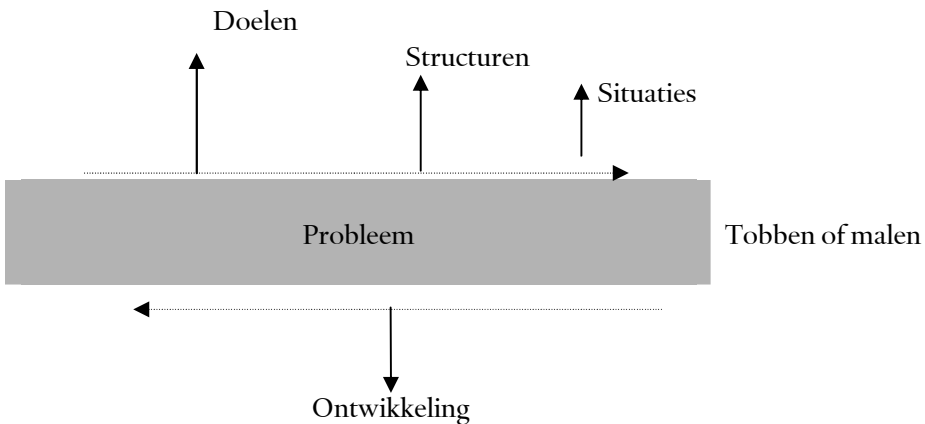 Doelen
Structuren
Situaties
Probleem
Tobben of malen
Ontwikkeling